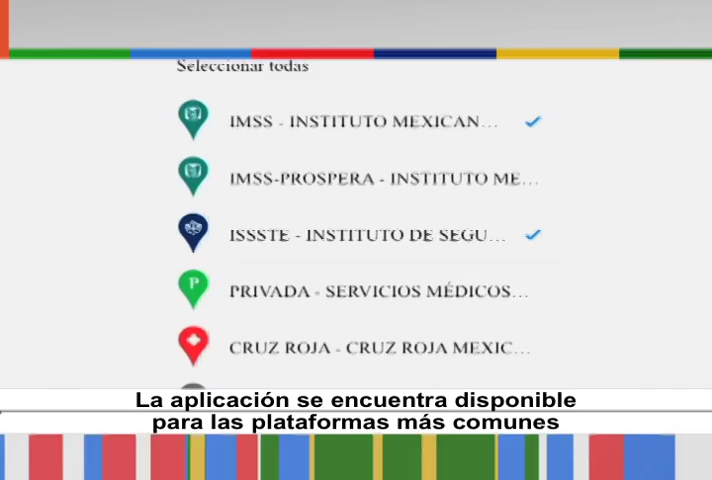 Seleccionar todas
IMSS - INSTITUTO MEXICAN...
IMSS-PROSPERA - INSTITUTO ME...
ISSSTE - INSTITUTO DE SEGU...
P
PRIVADA - SERVICIOS MÉDICOS...
CRUZ ROJA - CRUZ ROJA MEXIC...
La aplicación se encuentra disponible
para las plataformas más comunes